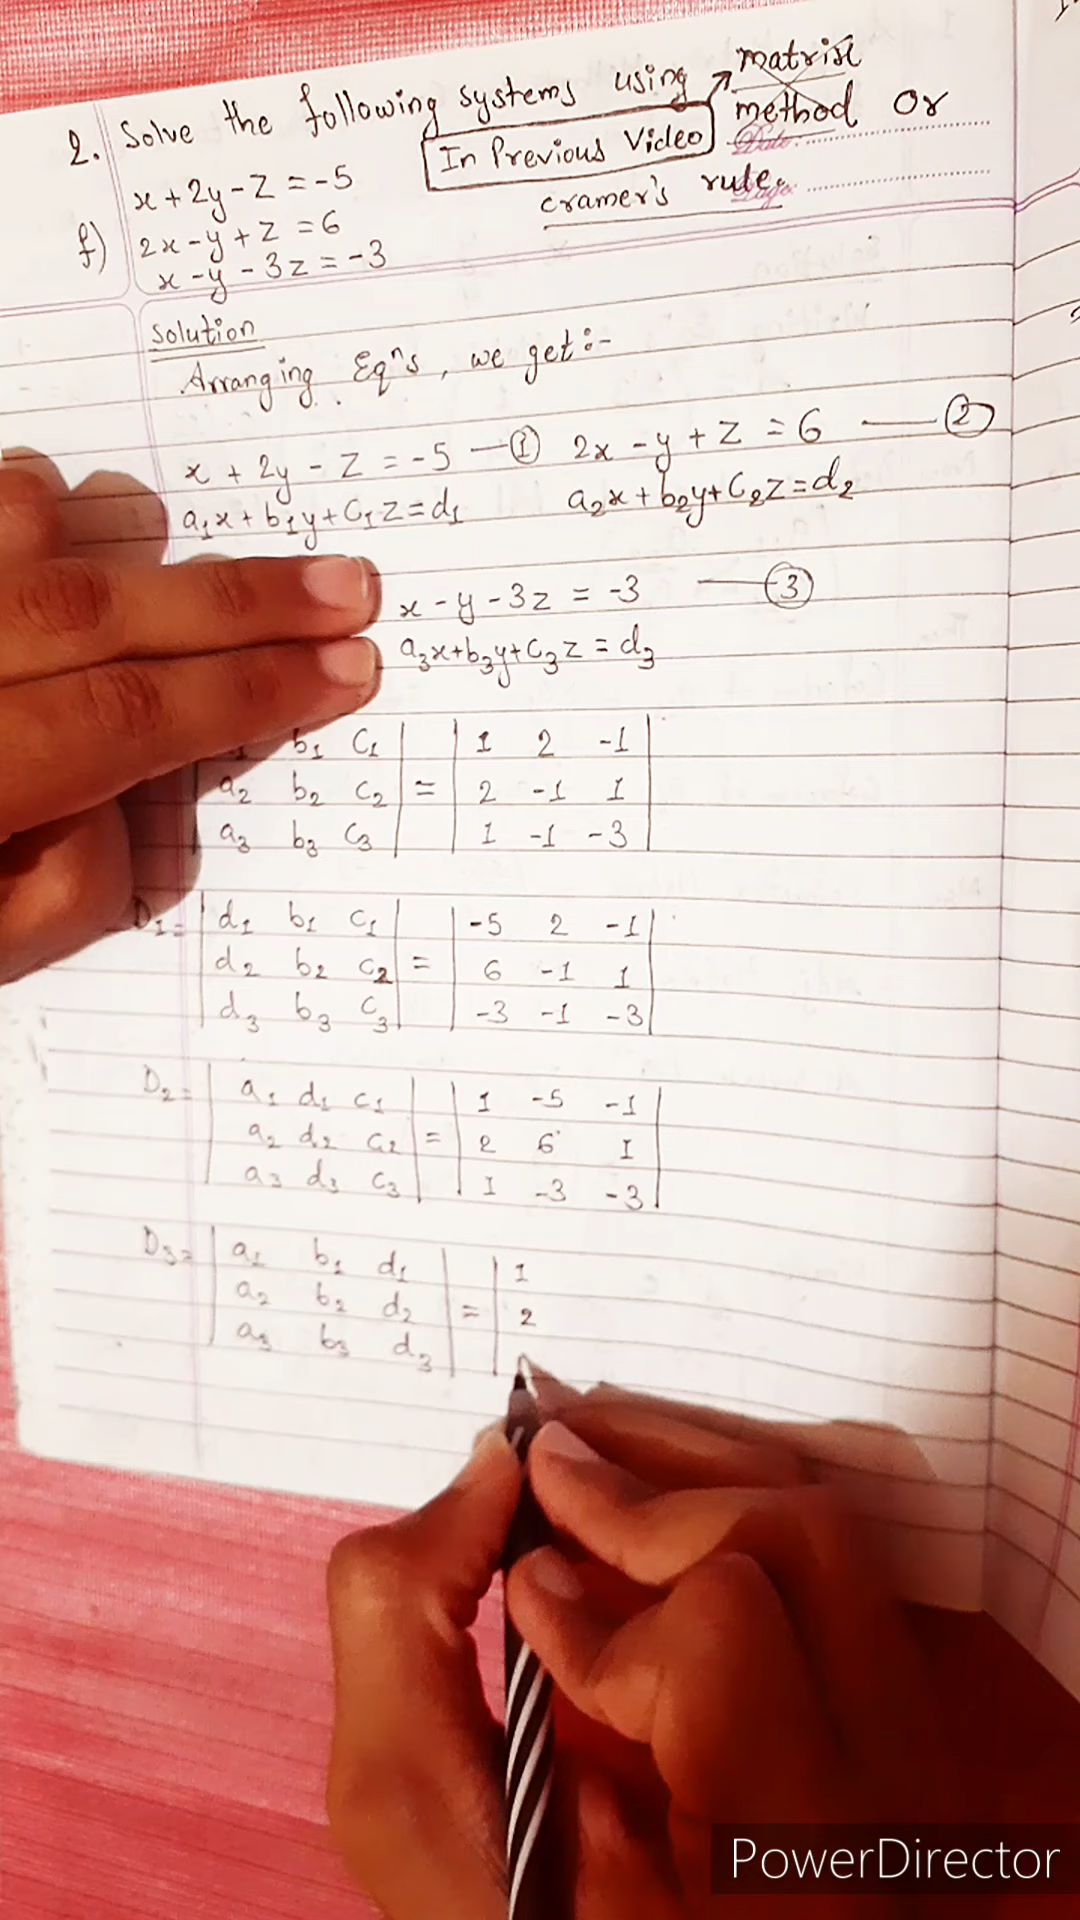 2. Solve the following systems using → matrix method Or
In Previous Video
cramer's rule.
Date:
Page:
f) x + 2y - z = -5
2x - y + z = 6
x - y - 3z = -3
Solution
Arranging Eqⁿs, we get:-
x + 2y - z = -5 — ① 2x - y + z = 6 — ②
a₁x + b₁y + c₁z = d₁ a₂x + b₂y + c₂z = d₂
x - y - 3z = -3 — ③
a₃x + b₃y + c₃z = d₃
b₁ c₁ | | 1 2 -1 |
a₂ b₂ c₂ | = | 2 -1 1 |
a₃ b₃ c₃ | | 1 -1 -3 |
D₁ = | d₁ b₁ c₁ | | -5 2 -1 |
| d₂ b₂ c₂ | = | 6 -1 1 |
| d₃ b₃ c₃ | | -3 -1 -3 |
D₂ = | a₁ d₁ c₁ | | 1 -5 -1 |
| a₂ d₂ c₂ | = | 2 6 1 |
| a₃ d₃ c₃ | | 1 -3 -3 |
D₃ = | a₁ b₁ d₁ | | 1
| a₂ b₂ d₂ | = | 2
| a₃ b₃ d₃ | |
PowerDirector